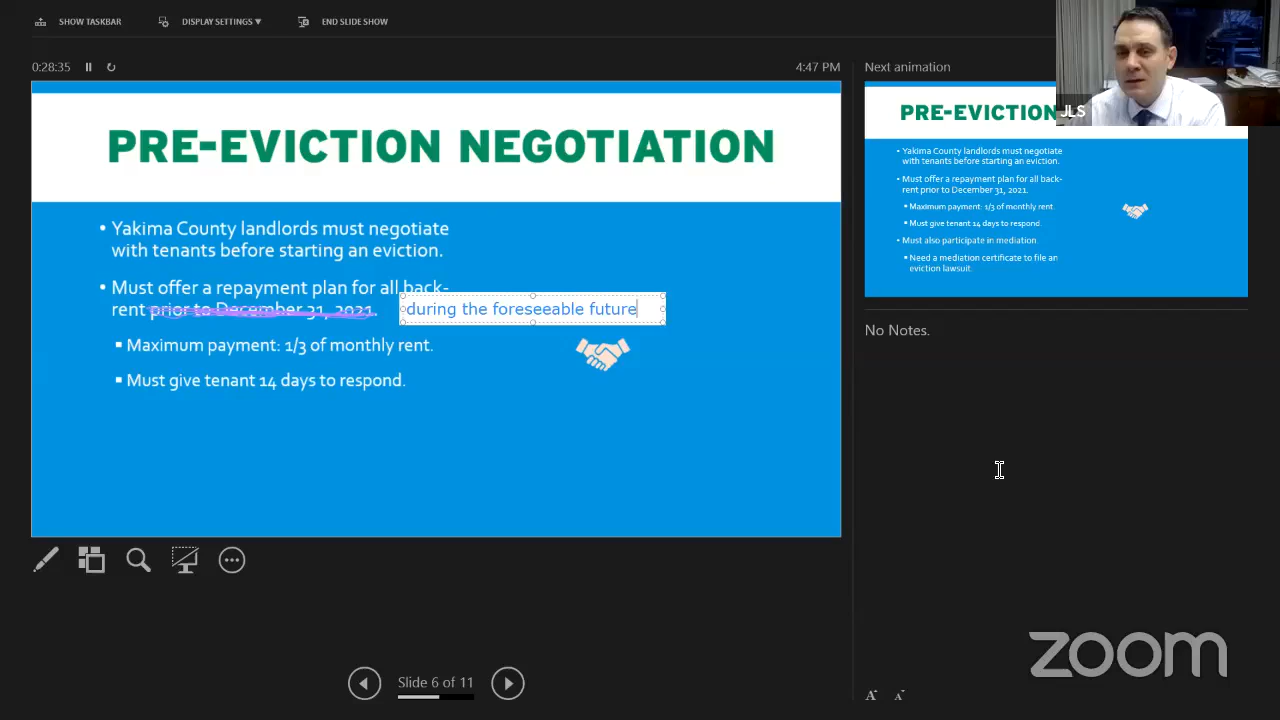 SHOW TASKBAR
DISPLAY SETTINGS ▼
END SLIDE SHOW
0:28:35
4:47 PM
PRE-EVICTION NEGOTIATION
• Yakima County landlords must negotiate
with tenants before starting an eviction.
• Must offer a repayment plan for all back-
rent prior to December 31, 2021.
during the foreseeable future
▪ Maximum payment: 1/3 of monthly rent.
▪ Must give tenant 14 days to respond.
Slide 6 of 11
Next animation
JLS
PRE-EVICTION
• Yakima County landlords must negotiate
with tenants before starting an eviction.
• Must offer a repayment plan for all back-
rent prior to December 31, 2021.
▪ Maximum payment: 1/3 of monthly rent.
▪ Must give tenant 14 days to respond.
• Must also participate in mediation
▪ Need a mediation certificate to file an
eviction lawsuit.
No Notes.
zoom
A A